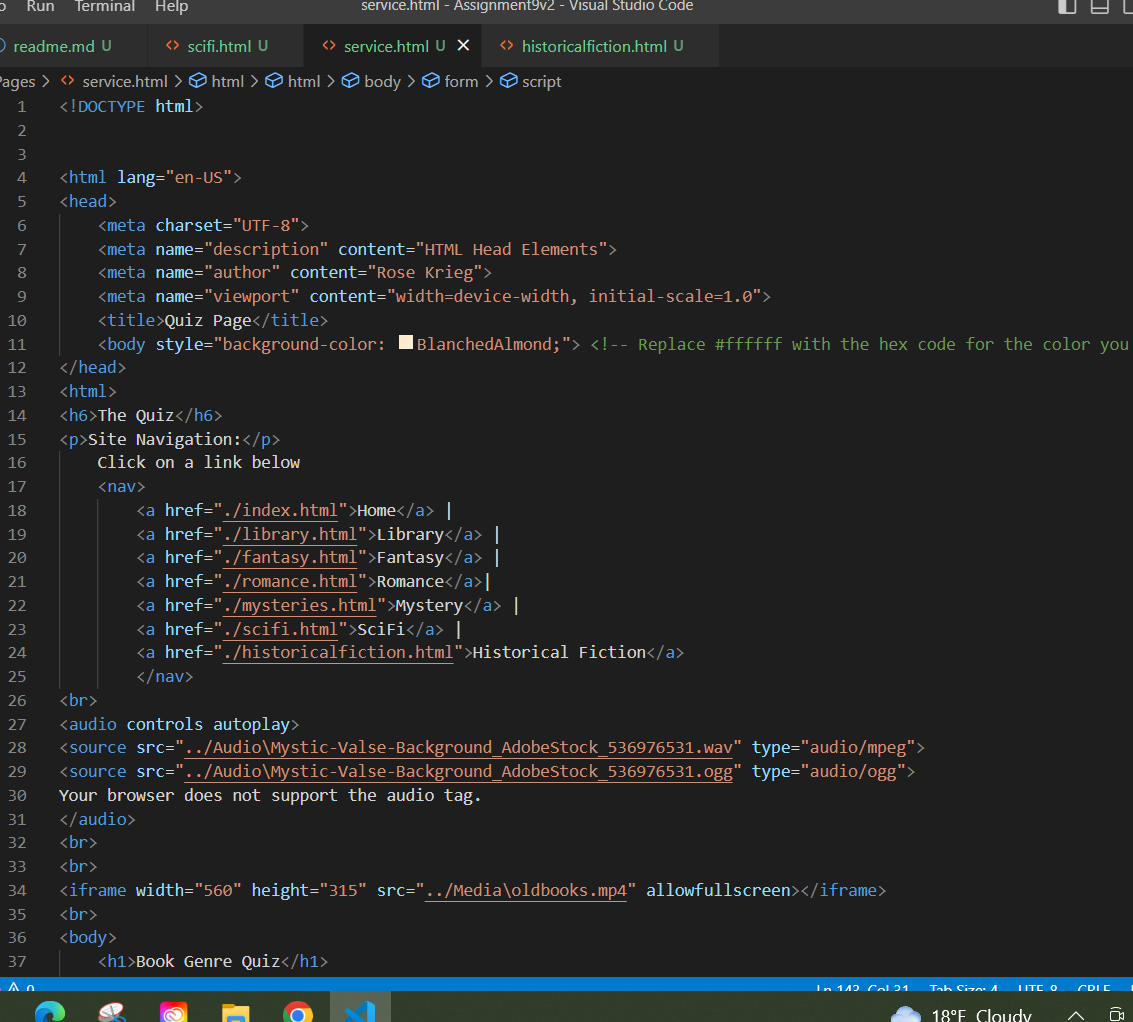 Run Terminal Help service.html - Assignment9v2 - Visual Studio Code
readme.md U <> scifi.html U <> service.html U × <> historicalfiction.html U
Pages > <> service.html > html > html > body > form > script
1 <!DOCTYPE html>
2
3
4 <html lang="en-US">
5 <head>
6 <meta charset="UTF-8">
7 <meta name="description" content="HTML Head Elements">
8 <meta name="author" content="Rose Krieg">
9 <meta name="viewport" content="width=device-width, initial-scale=1.0">
10 <title>Quiz Page</title>
11 <body style="background-color: BlanchedAlmond;"> <!-- Replace #ffffff with the hex code for the color you
12 </head>
13 <html>
14 <h6>The Quiz</h6>
15 <p>Site Navigation:</p>
16 Click on a link below
17 <nav>
18 <a href="./index.html">Home</a> |
19 <a href="./library.html">Library</a> |
20 <a href="./fantasy.html">Fantasy</a> |
21 <a href="./romance.html">Romance</a>|
22 <a href="./mysteries.html">Mystery</a> |
23 <a href="./scifi.html">SciFi</a> |
24 <a href="./historicalfiction.html">Historical Fiction</a>
25 </nav>
26 <br>
27 <audio controls autoplay>
28 <source src="../Audio\Mystic-Valse-Background_AdobeStock_536976531.wav" type="audio/mpeg">
29 <source src="../Audio\Mystic-Valse-Background_AdobeStock_536976531.ogg" type="audio/ogg">
30 Your browser does not support the audio tag.
31 </audio>
32 <br>
33 <br>
34 <iframe width="560" height="315" src="../Media\oldbooks.mp4" allowfullscreen></iframe>
35 <br>
36 <body>
37 <h1>Book Genre Quiz</h1>
0 Ln 143, Col 31 Tab Size: 4 UTF-8 CRLF
18°F Cloudy